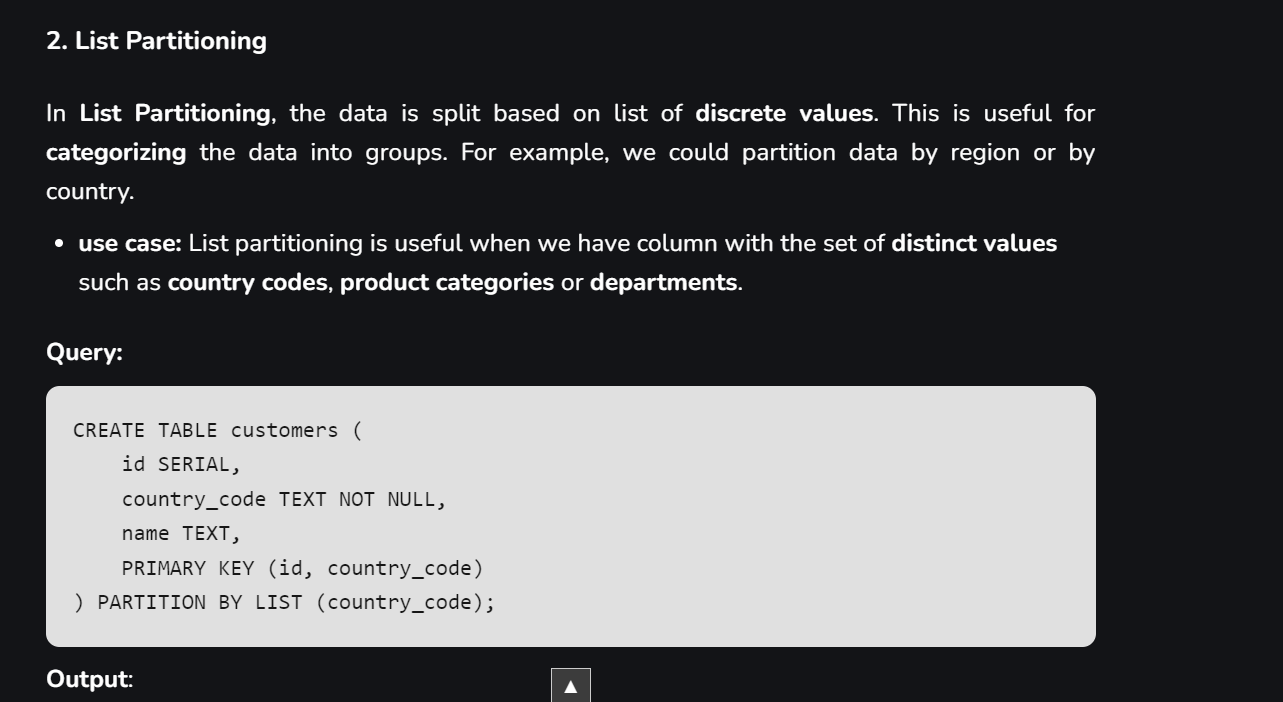 2. List Partitioning
In List Partitioning, the data is split based on list of discrete values. This is useful for
categorizing the data into groups. For example, we could partition data by region or by
country.
• use case: List partitioning is useful when we have column with the set of distinct values
such as country codes, product categories or departments.
Query:
CREATE TABLE customers (
    id SERIAL,
    country_code TEXT NOT NULL,
    name TEXT,
    PRIMARY KEY (id, country_code)
) PARTITION BY LIST (country_code);
Output: